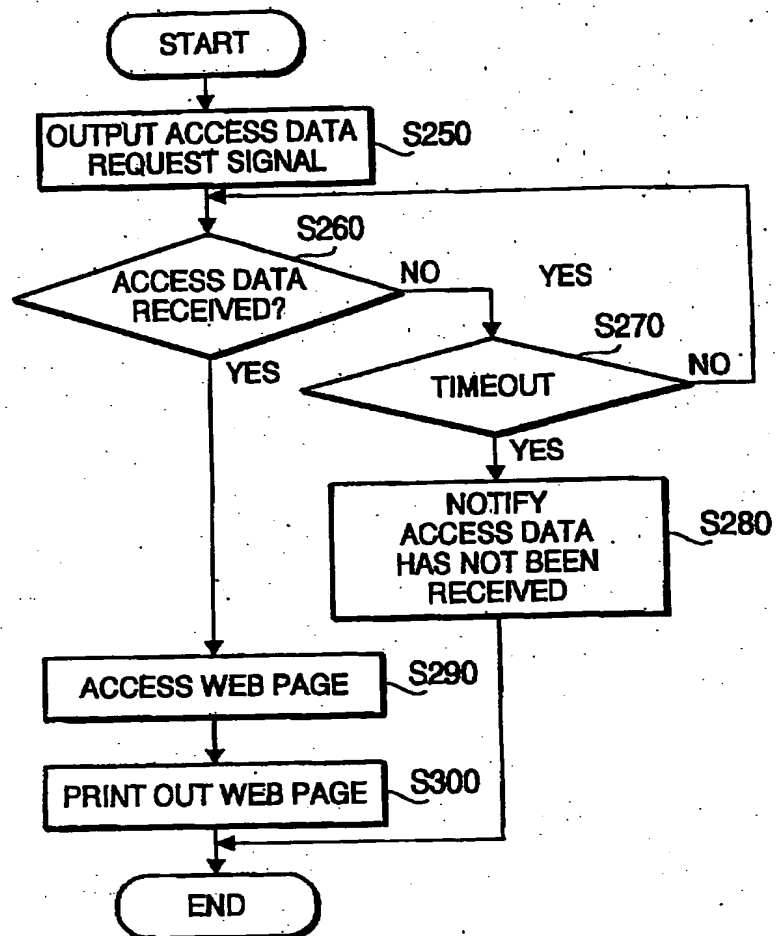 START
OUTPUT ACCESS DATA
REQUEST SIGNAL
S250
S260
ACCESS DATA
RECEIVED?
NO
YES
S270
TIMEOUT
NO
YES
YES
NOTIFY
ACCESS DATA
HAS NOT BEEN
RECEIVED
S280
ACCESS WEB PAGE
S290
PRINT OUT WEB PAGE
S300
END